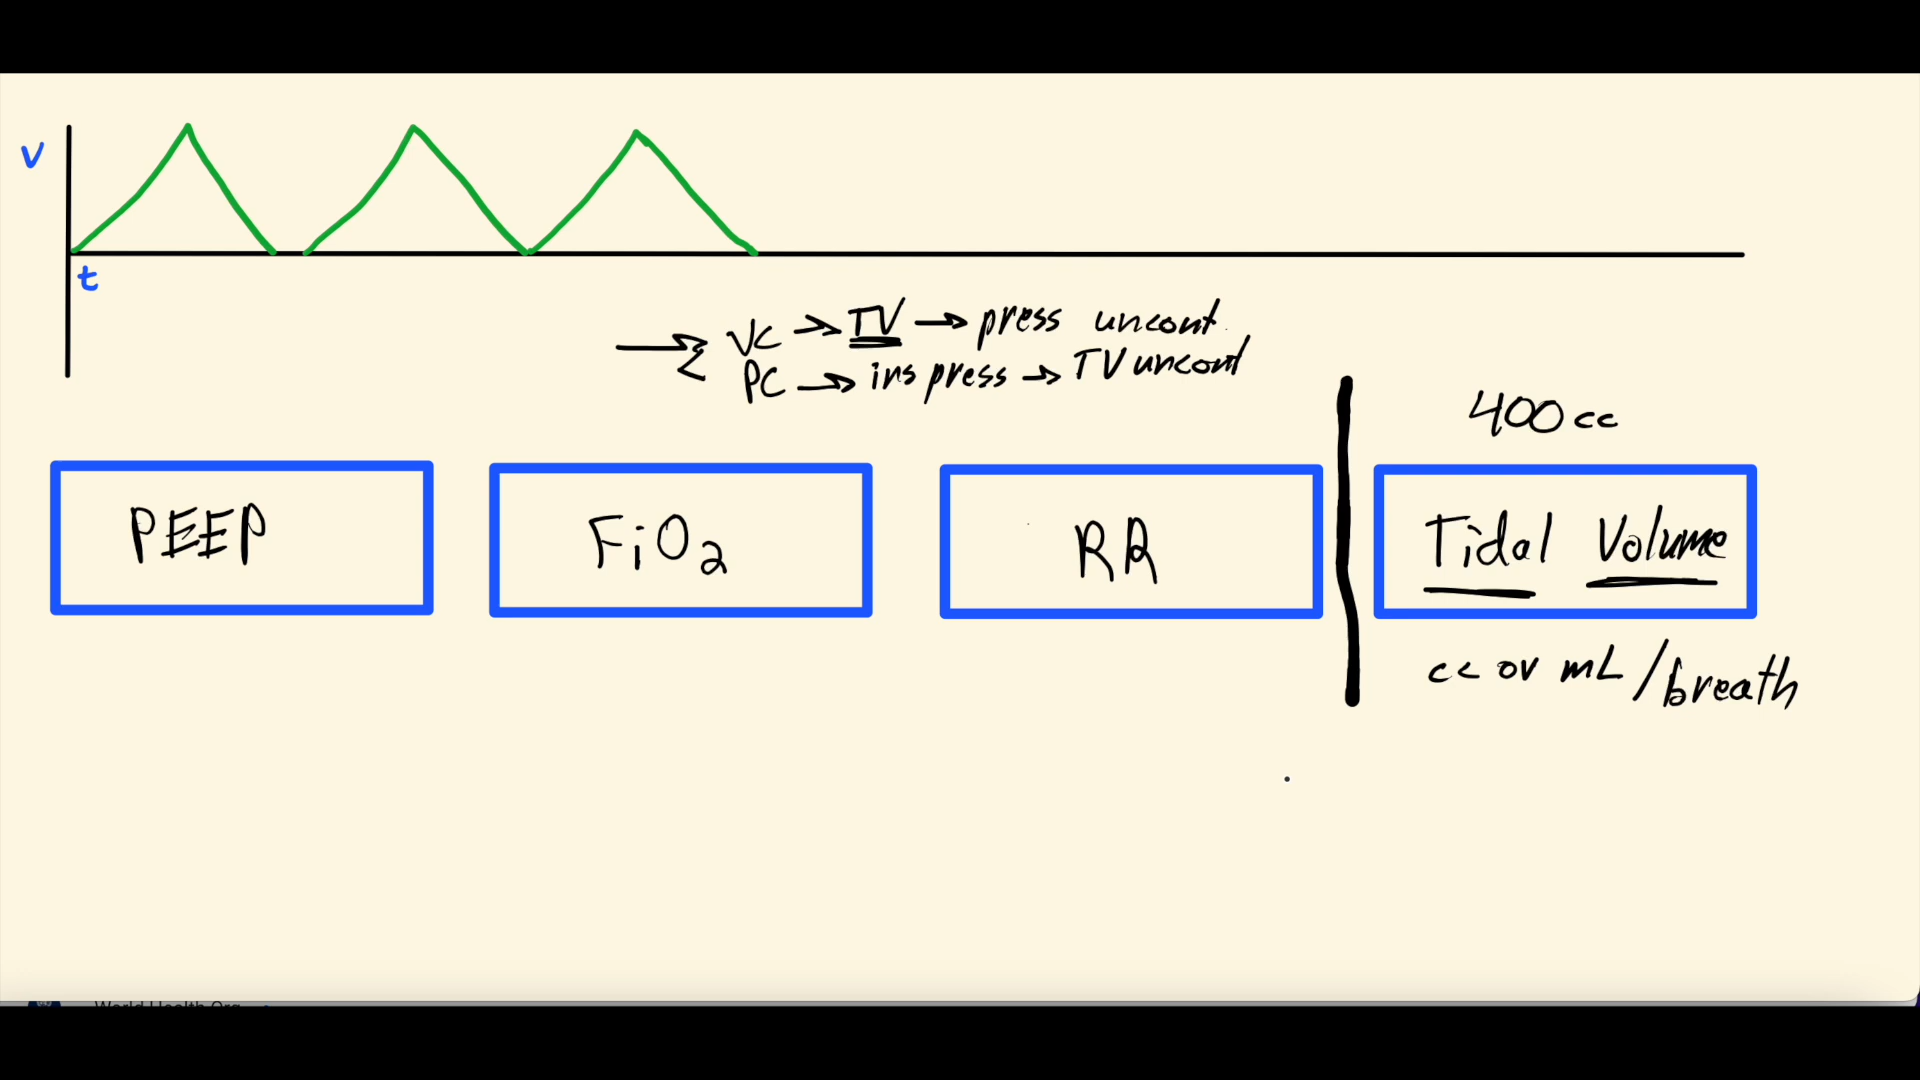 v
t
VC → TV → press uncont.
PC → ins press → TV uncont
400 cc
PEEP
FiO₂
RR
Tidal Volume
cc or mL/breath